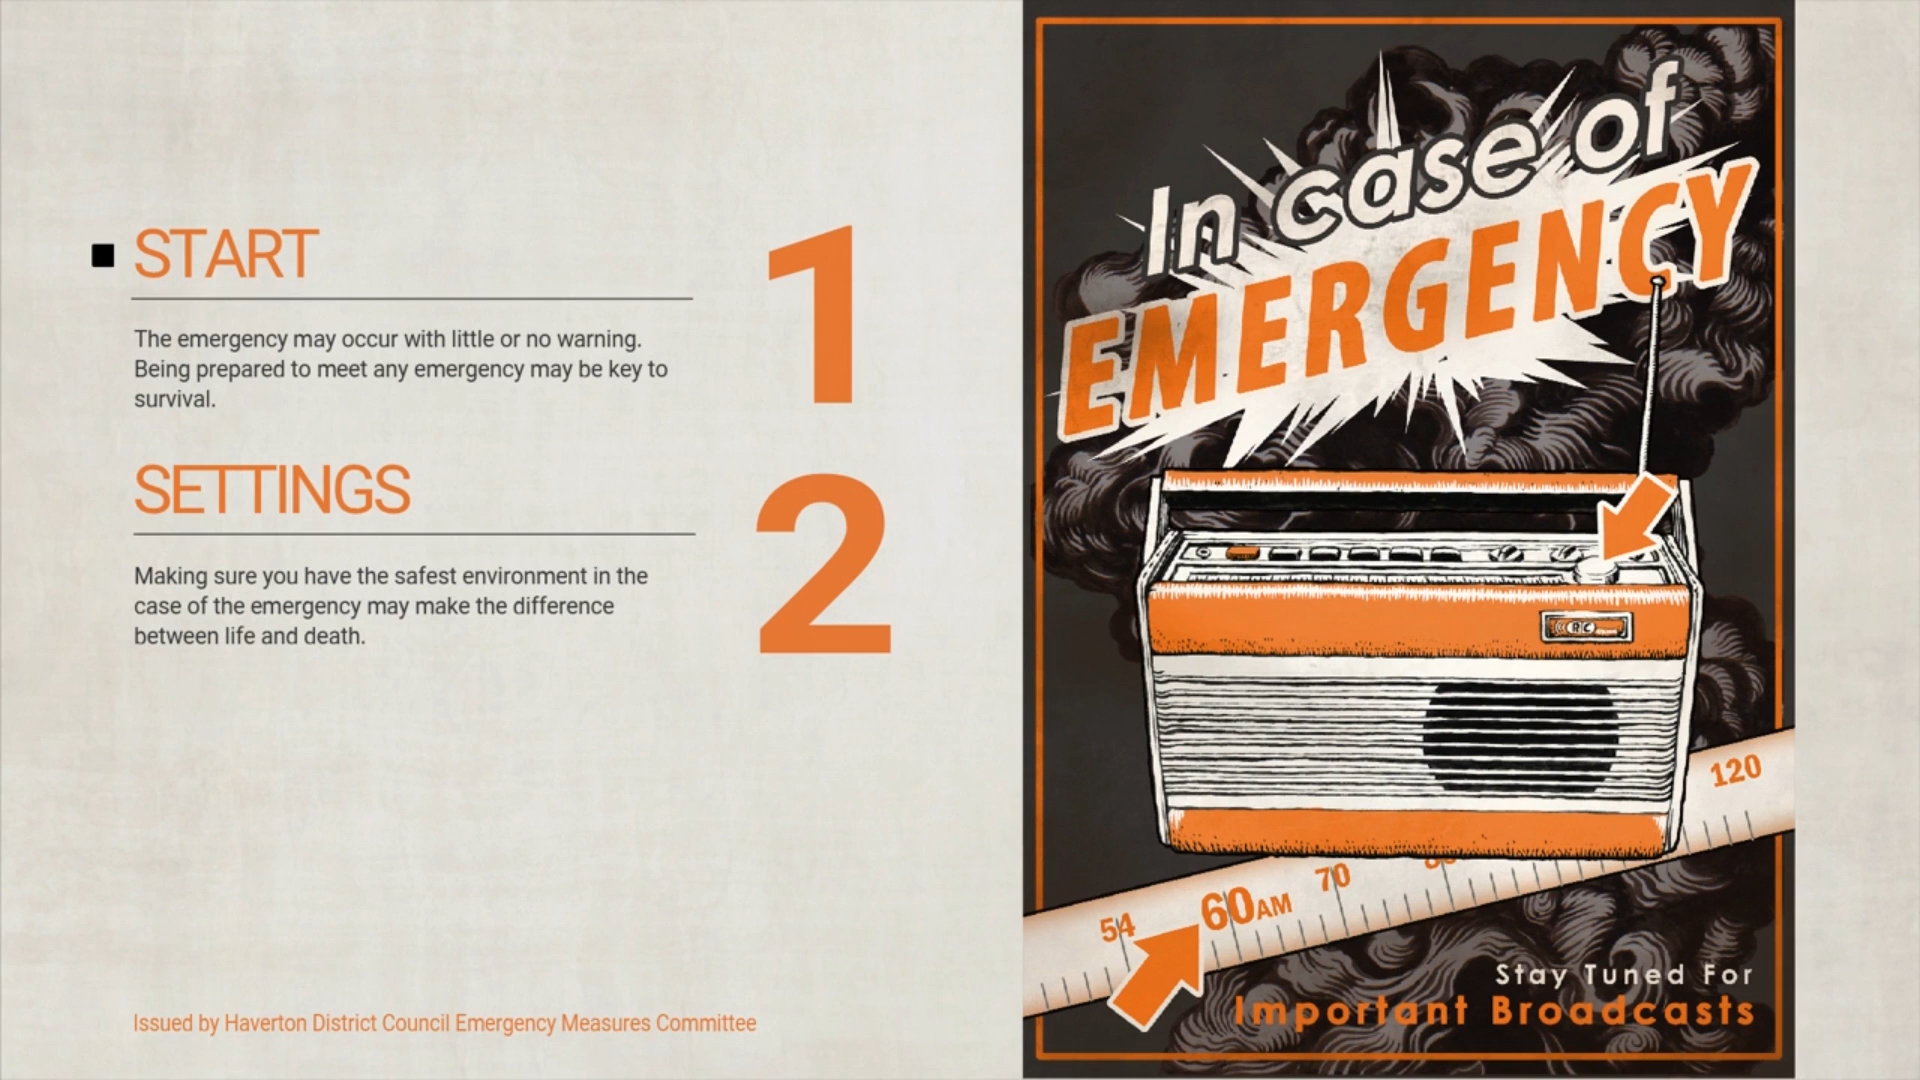 START
1
The emergency may occur with little or no warning.
Being prepared to meet any emergency may be key to
survival.
SETTINGS
2
Making sure you have the safest environment in the
case of the emergency may make the difference
between life and death.
Issued by Haverton District Council Emergency Measures Committee
In case of
EMERGENCY
RC
120
70
60AM
54
Stay Tuned For
Important Broadcasts